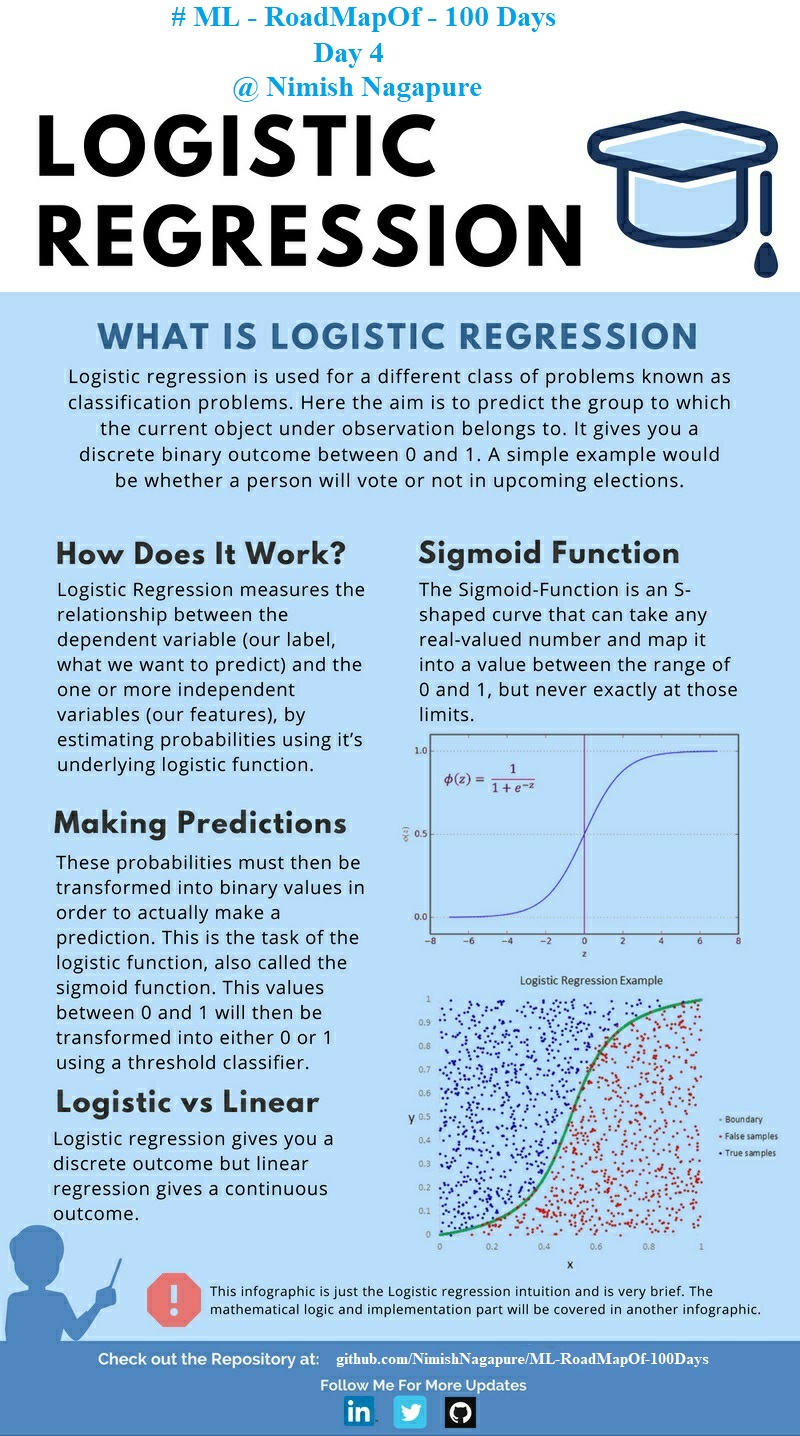 # ML - RoadMapOf - 100 Days
Day 4
@ Nimish Nagapure
LOGISTIC
REGRESSION
WHAT IS LOGISTIC REGRESSION
Logistic regression is used for a different class of problems known as
classification problems. Here the aim is to predict the group to which
the current object under observation belongs to. It gives you a
discrete binary outcome between 0 and 1. A simple example would
be whether a person will vote or not in upcoming elections.
How Does It Work?
Logistic Regression measures the
relationship between the
dependent variable (our label,
what we want to predict) and the
one or more independent
variables (our features), by
estimating probabilities using it's
underlying logistic function.
Making Predictions
These probabilities must then be
transformed into binary values in
order to actually make a
prediction. This is the task of the
logistic function, also called the
sigmoid function. This values
between 0 and 1 will then be
transformed into either 0 or 1
using a threshold classifier.
Logistic vs Linear
Logistic regression gives you a
discrete outcome but linear
regression gives a continuous
outcome.
Sigmoid Function
The Sigmoid-Function is an S-
shaped curve that can take any
real-valued number and map it
into a value between the range of
0 and 1, but never exactly at those
limits.
ϕ(z) = 1 / 1 + e^-z
1.0
0.5
0.0
ϕ(z)
−8 −6 −4 −2 0 2 4 6 8
z
Logistic Regression Example
1
0.9
0.8
0.7
0.6
y 0.5
0.4
0.3
0.2
0.1
0
0 0.2 0.4 0.6 0.8 1
x
Boundary
False samples
True samples
!
This infographic is just the Logistic regression intuition and is very brief. The
mathematical logic and implementation part will be covered in another infographic.
Check out the Repository at: github.com/NimishNagapure/ML-RoadMapOf-100Days
Follow Me For More Updates
in